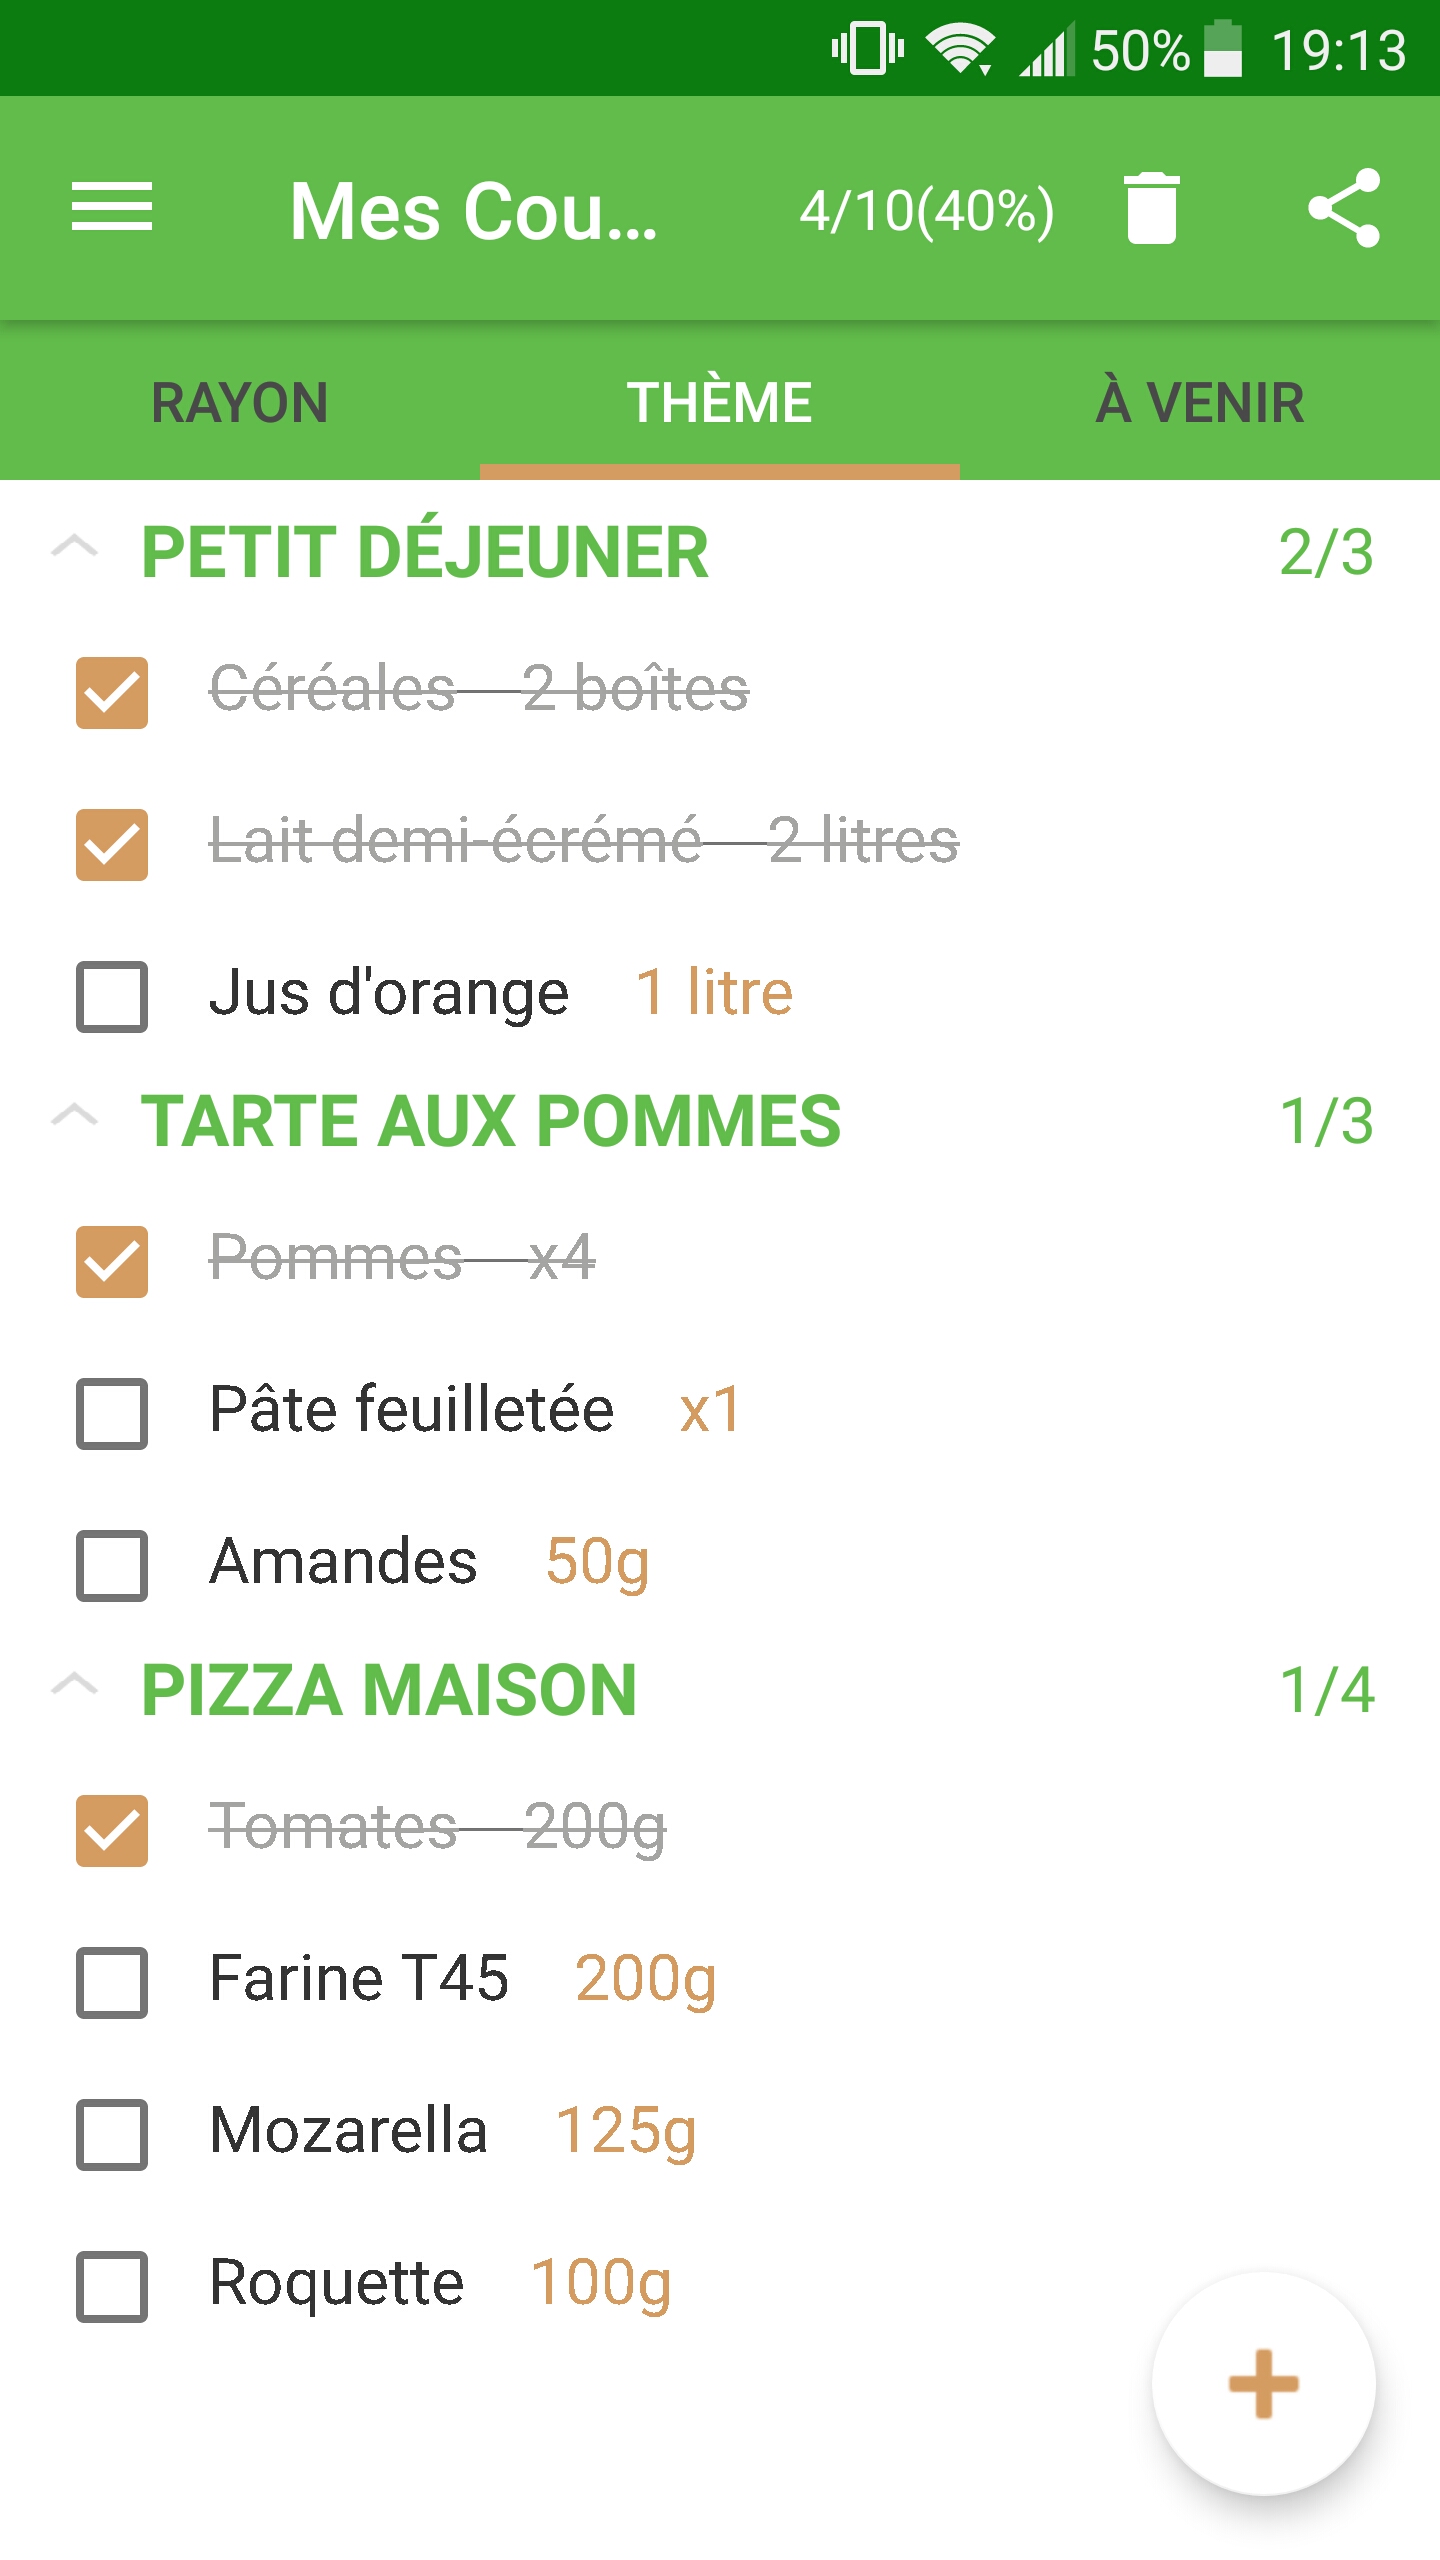 50% 19:13
Mes Cou... 4/10(40%)
RAYON THÈME À VENIR
PETIT DÉJEUNER 2/3
Céréales 2 boîtes
Lait demi-écrémé 2 litres
Jus d'orange 1 litre
TARTE AUX POMMES 1/3
Pommes x4
Pâte feuilletée x1
Amandes 50g
PIZZA MAISON 1/4
Tomates 200g
Farine T45 200g
Mozarella 125g
Roquette 100g